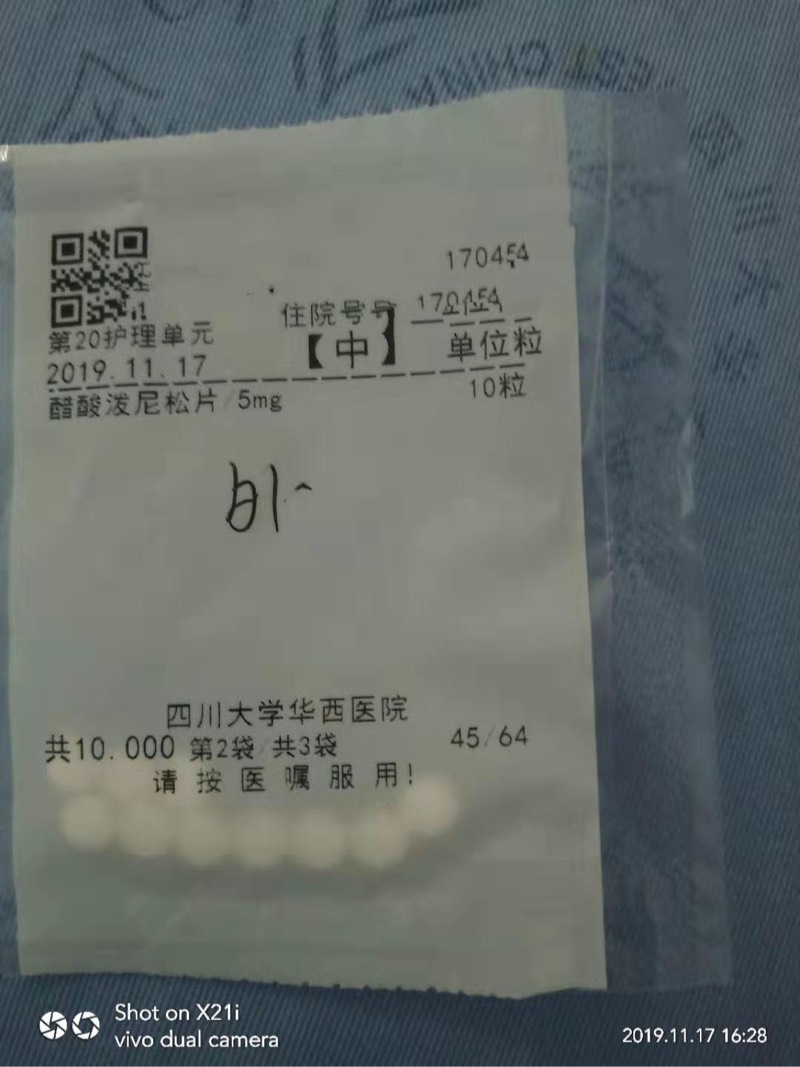 170454
住院号号 170454
第20护理单元
【中】 单位粒
2019.11.17
醋酸泼尼松片/5mg 10粒
四川大学华西医院
共10.000 第2袋/共3袋 45/64
请按医嘱服用!
Shot on X21i
vivo dual camera
2019.11.17 16:28